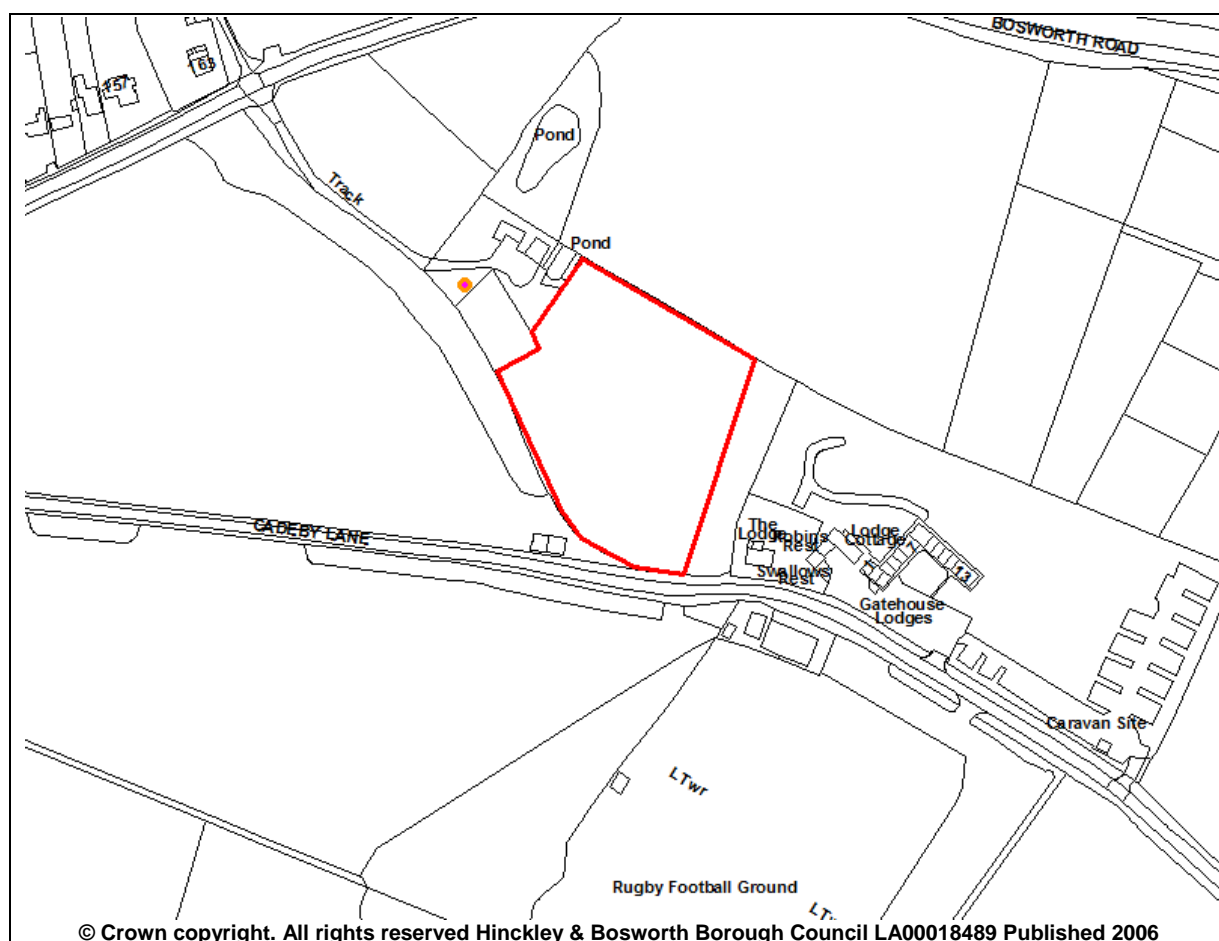 BOSWORTH ROAD
163
157
Pond
Track
Pond
CADEBY LANE
The
Lodge
Robins
Rest
Lodge
Cottage
1
Swallows
Rest
13
Gatehouse
Lodges
Caravan Site
LTwr
Rugby Football Ground
© Crown copyright. All rights reserved Hinckley & Bosworth Borough Council LA00018489 Published 2006